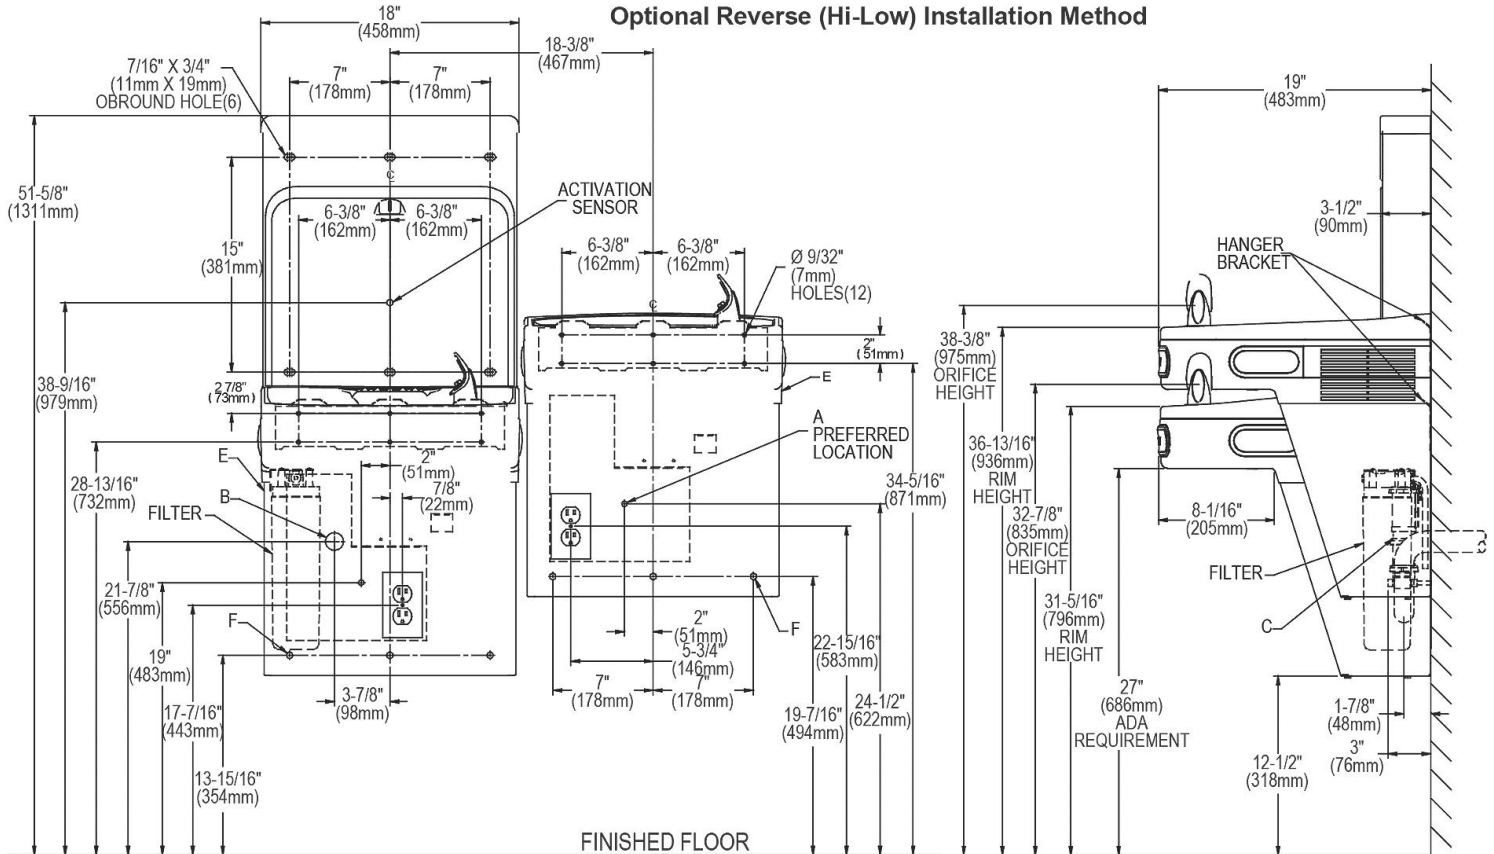 Optional Reverse (Hi-Low) Installation Method
18"
(458mm)
18-3/8"
(467mm)
7/16" X 3/4"
(11mm X 19mm)
OBROUND HOLE(6)
7"
(178mm)
7"
(178mm)
51-5/8"
(1311mm)
℄
ACTIVATION
SENSOR
6-3/8"
(162mm)
6-3/8"
(162mm)
15"
(381mm)
6-3/8"
(162mm)
6-3/8"
(162mm)
Ø 9/32"
(7mm)
HOLES(12)
℄
2"
(51mm)
38-9/16"
(979mm)
2 7/8"
(73mm)
E
A
PREFERRED
LOCATION
E
2"
(51mm)
28-13/16"
(732mm)
B
7/8"
(22mm)
34-5/16"
(871mm)
FILTER
21-7/8"
(556mm)
F
2"
(51mm)
F
22-15/16"
(583mm)
5-3/4"
(146mm)
19"
(483mm)
3-7/8"
(98mm)
7"
(178mm)
7"
(178mm)
24-1/2"
(622mm)
17-7/16"
(443mm)
19-7/16"
(494mm)
13-15/16"
(354mm)
FINISHED FLOOR
19"
(483mm)
3-1/2"
(90mm)
HANGER
BRACKET
38-3/8"
(975mm)
ORIFICE
HEIGHT
36-13/16"
(936mm)
RIM
HEIGHT
32-7/8"
(835mm)
ORIFICE
HEIGHT
8-1/16"
(205mm)
FILTER
31-5/16"
(796mm)
RIM
HEIGHT
C
27"
(686mm)
ADA
REQUIREMENT
1-7/8"
(48mm)
3"
(76mm)
12-1/2"
(318mm)